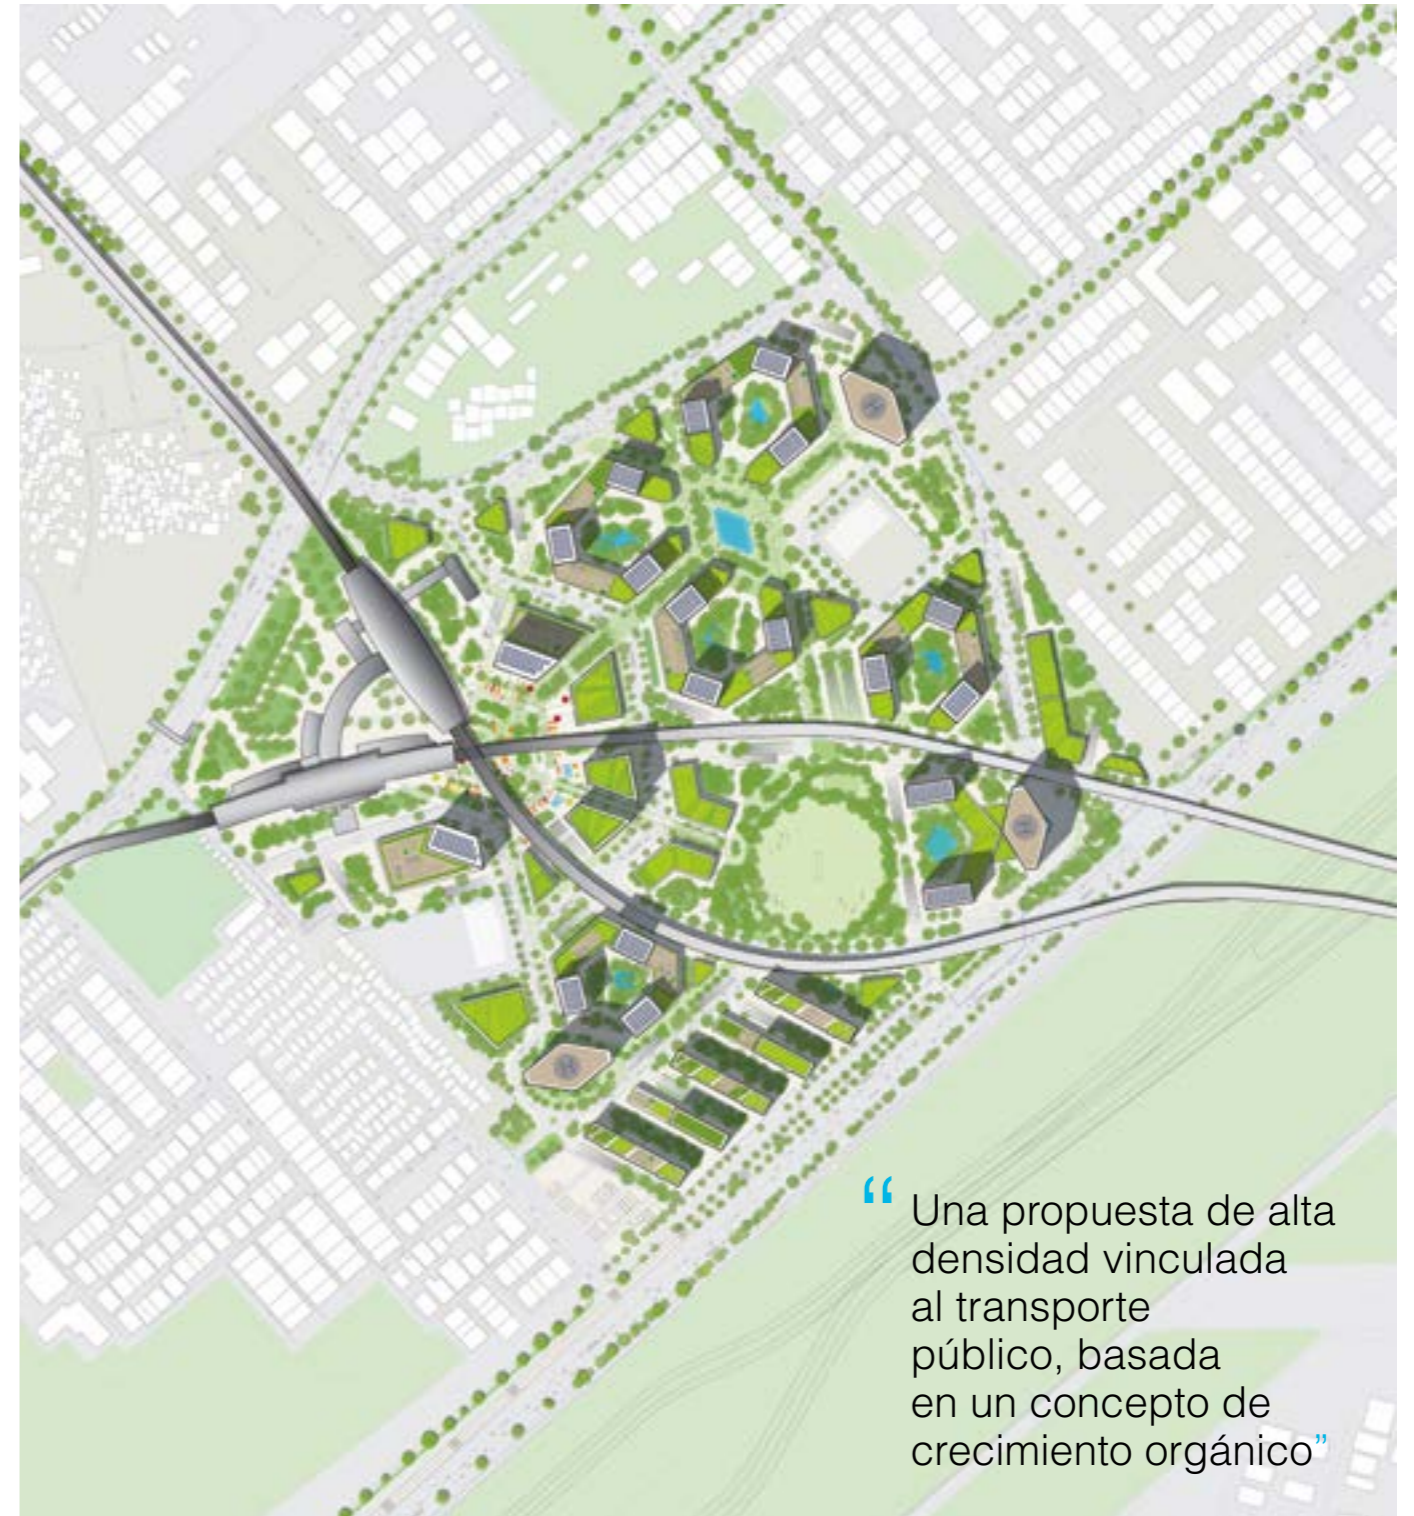 “ Una propuesta de alta
densidad vinculada
al transporte
público, basada
en un concepto de
crecimiento orgánico”